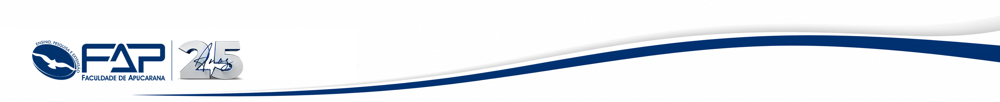 ENSINO, PESQUISA E EXTENSÃO
FAP
FACULDADE DE APUCARANA
25
Anos